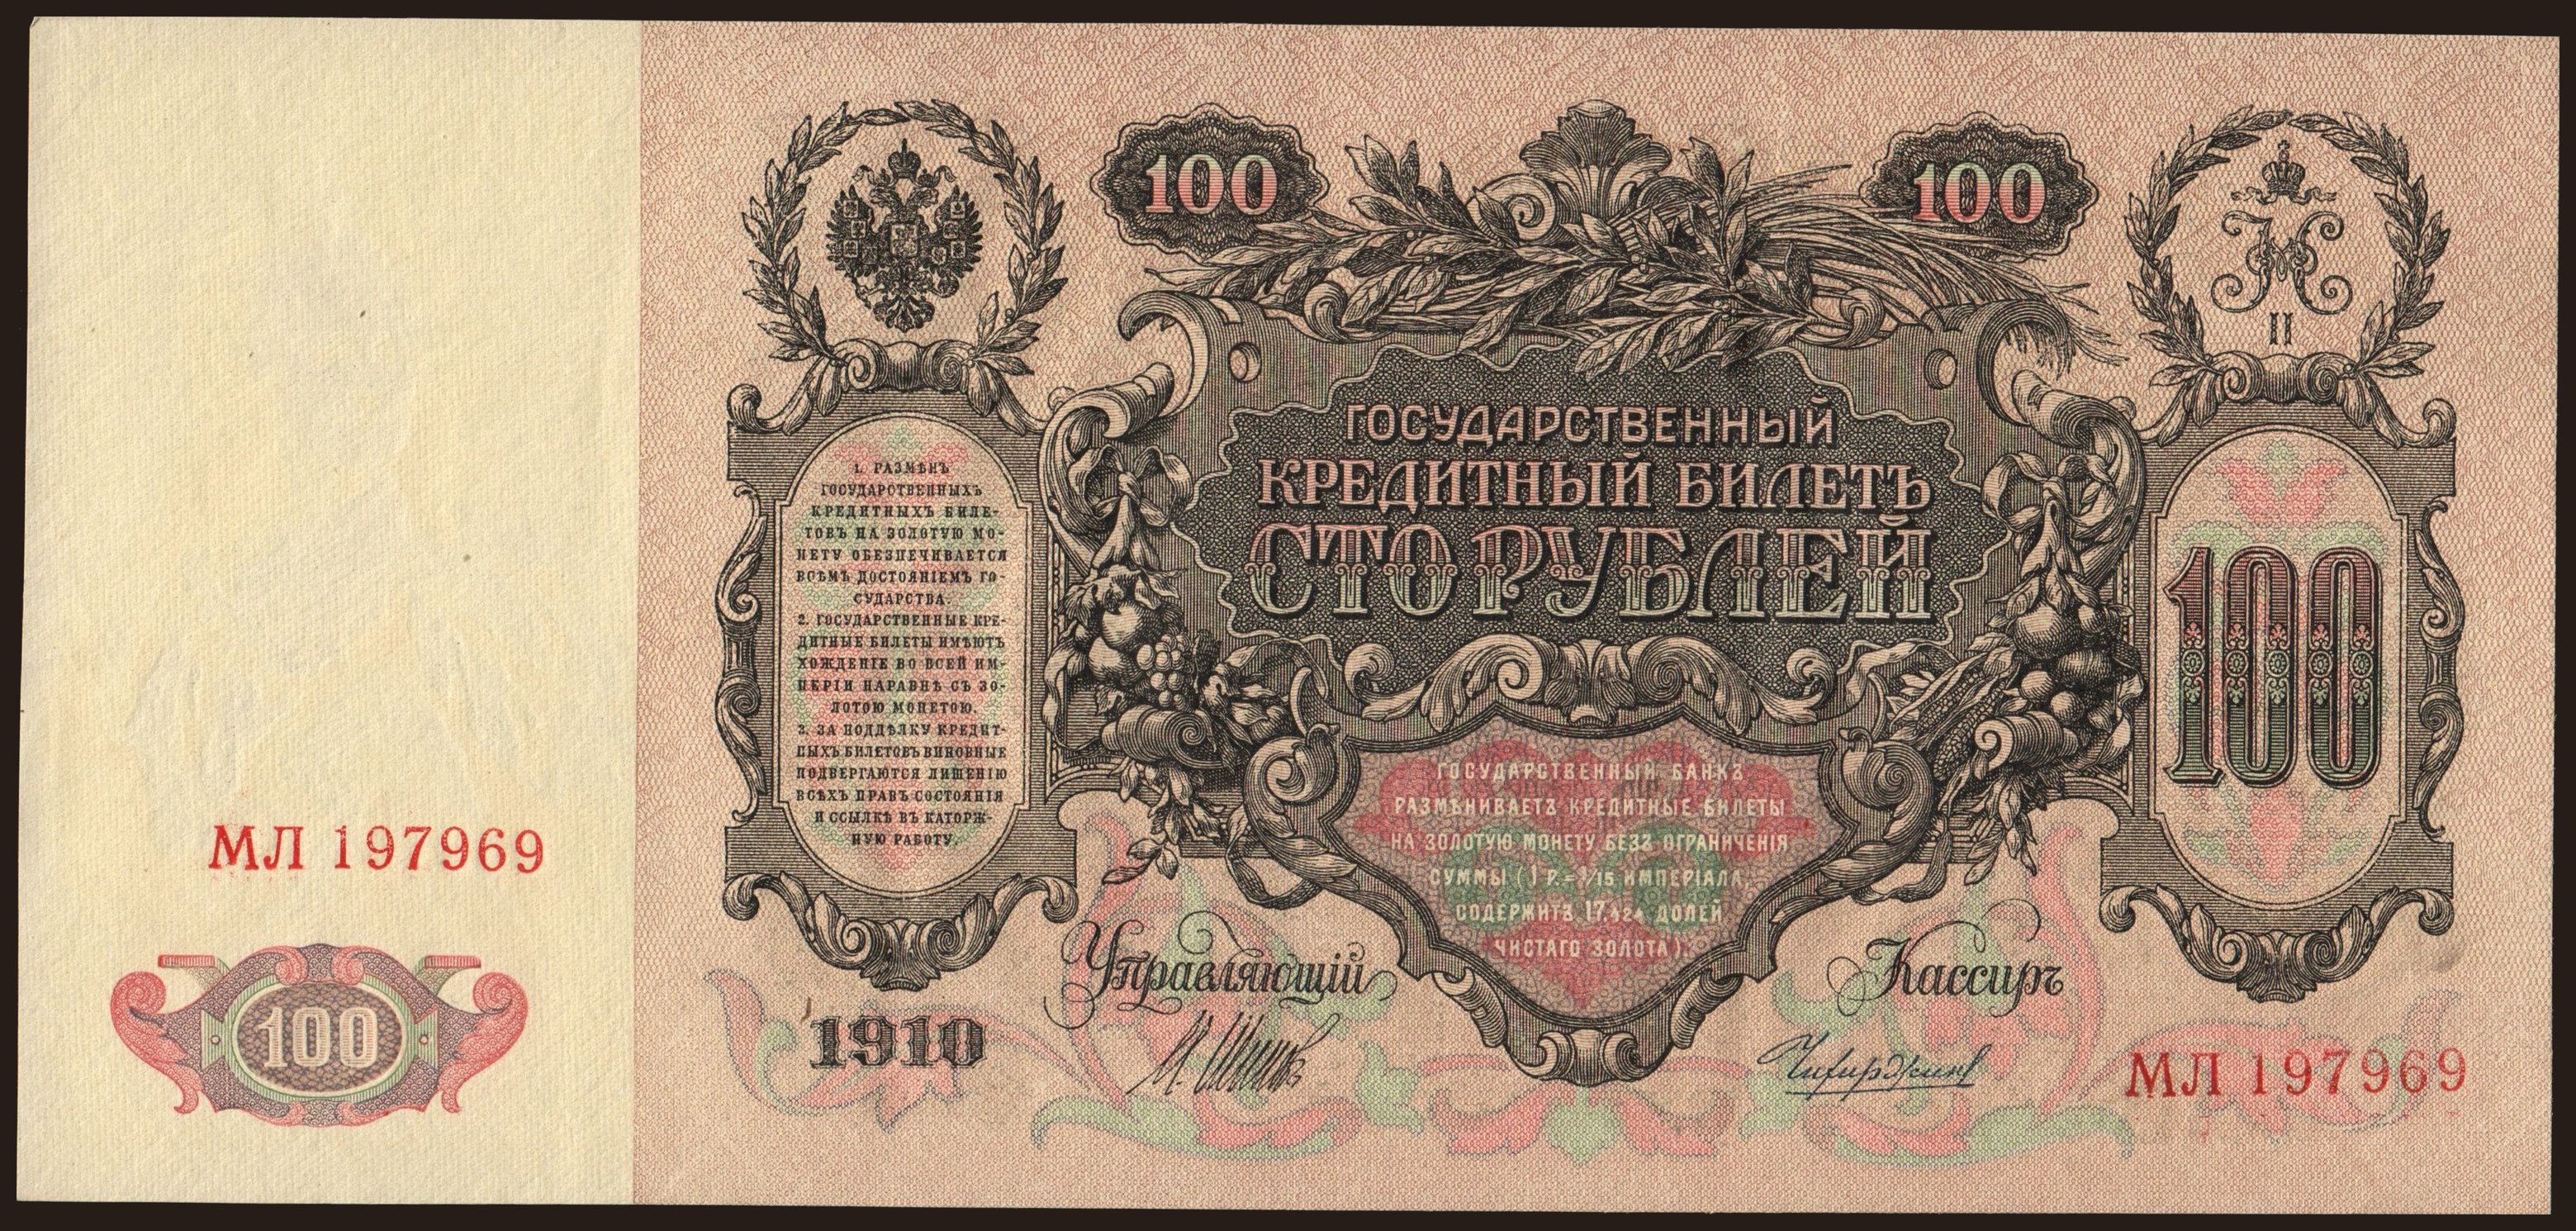 100
100
II
ГОСУДАРСТВЕННЫЙ
КРЕДИТНЫЙ БИЛЕТЪ
СТО РУБЛЕЙ
1. РАЗМѢНЪ
ГОСУДАРСТВЕННЫХЪ
КРЕДИТНЫХЪ БИЛЕ-
ТОВЪ НА ЗОЛОТУЮ МО-
НЕТУ ОБЕЗПЕЧИВАЕТСЯ
ВСѢМЪ ДОСТОЯНІЕМЪ ГО-
СУДАРСТВА.
2. ГОСУДАРСТВЕННЫЕ КРЕ-
ДИТНЫЕ БИЛЕТЫ ИМѢЮТЪ
ХОЖДЕНІЕ ВО ВСЕЙ ИМ-
ПЕРІИ НАРАВНѢ СЪ ЗО-
ЛОТОЮ МОНЕТОЮ.
3. ЗА ПОДДѢЛКУ КРЕДИТ-
НЫХЪ БИЛЕТОВЪ ВИНОВНЫЕ
ПОДВЕРГАЮТСЯ ЛИШЕНІЮ
ВСѢХЪ ПРАВЪ СОСТОЯНІЯ
И ССЫЛКѢ ВЪ КАТОРЖ-
НУЮ РАБОТУ.
100
ГОСУДАРСТВЕННЫЙ БАНКЪ
РАЗМѢНИВАЕТЪ КРЕДИТНЫЕ БИЛЕТЫ
НА ЗОЛОТУЮ МОНЕТУ БЕЗЪ ОГРАНИЧЕНІЯ
СУММЫ (1 Р.= 1/15 ИМПЕРІАЛА,
СОДЕРЖИТЪ 17,424 ДОЛЕЙ
ЧИСТАГО ЗОЛОТА).
МЛ 197969
100
Управляющій
Кассиръ
1910
МЛ 197969